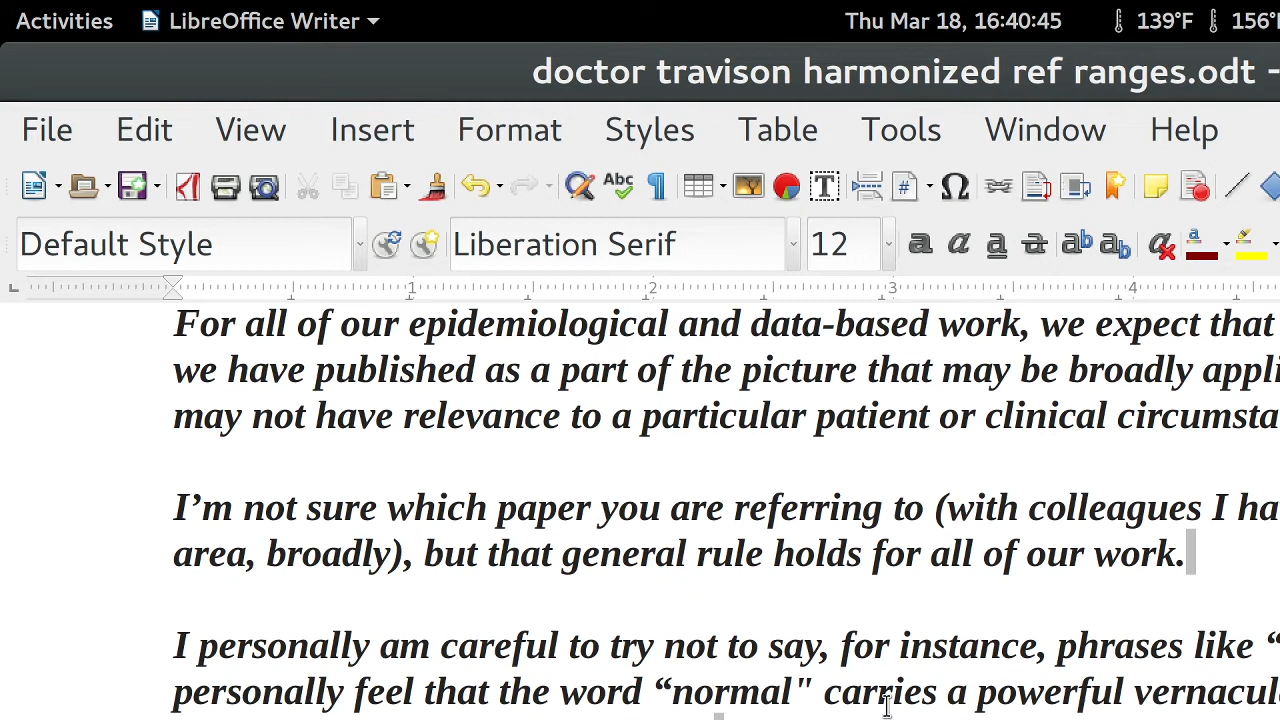 Activities LibreOffice Writer Thu Mar 18, 16:40:45 139°F 156°F
doctor travison harmonized ref ranges.odt -
File Edit View Insert Format Styles Table Tools Window Help
Abc
Default Style Liberation Serif 12
1 2 3 4
For all of our epidemiological and data-based work, we expect that
we have published as a part of the picture that may be broadly appli
may not have relevance to a particular patient or clinical circumsta
I’m not sure which paper you are referring to (with colleagues I ha
area, broadly), but that general rule holds for all of our work.
I personally am careful to try not to say, for instance, phrases like “
personally feel that the word “normal" carries a powerful vernacul